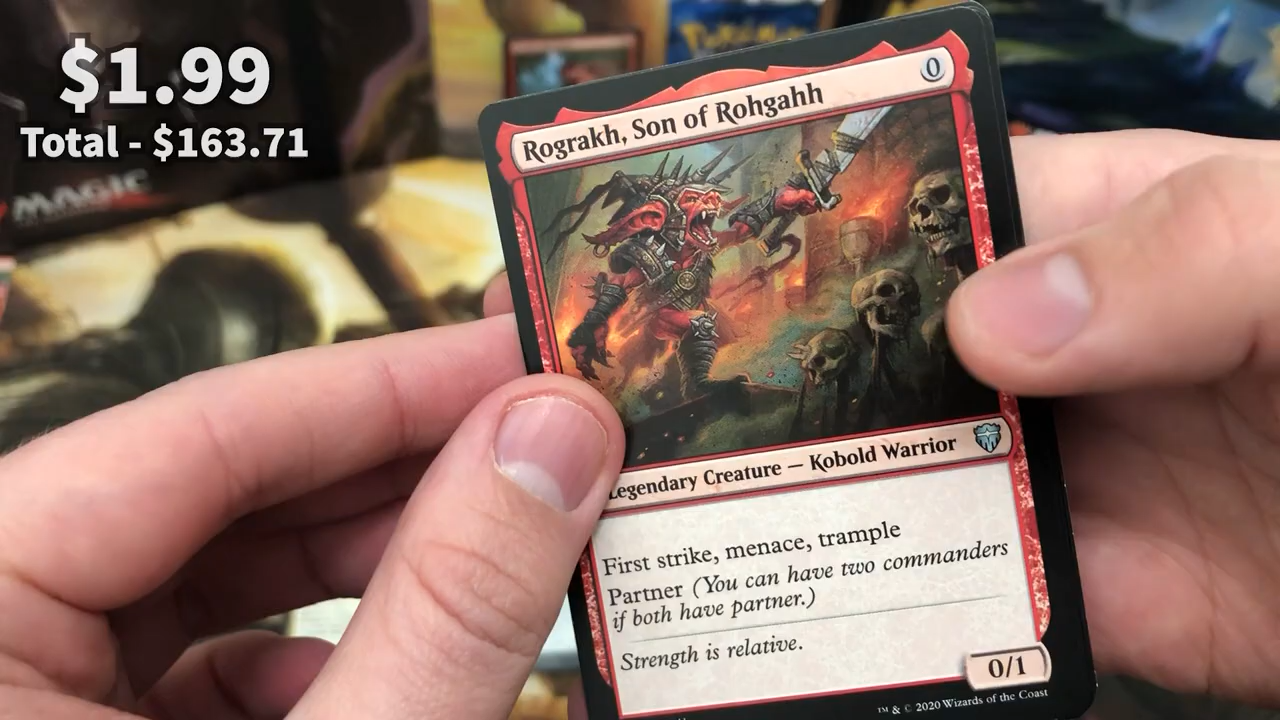 $1.99
Total - $163.71
MAGIC
Pokémon
Rograkh, Son of Rohgahh
0
Legendary Creature — Kobold Warrior
First strike, menace, trample
Partner (You can have two commanders
if both have partner.)
Strength is relative.
0/1
™ & © 2020 Wizards of the Coast